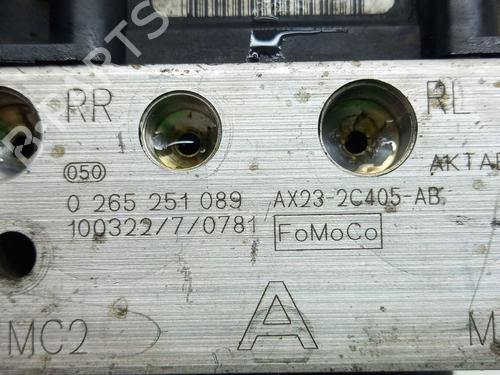 RR RL
050 AKTA
0 265 251 089 AX23-2C405-AB
100322/7/0781 FoMoCo
MC2 A M